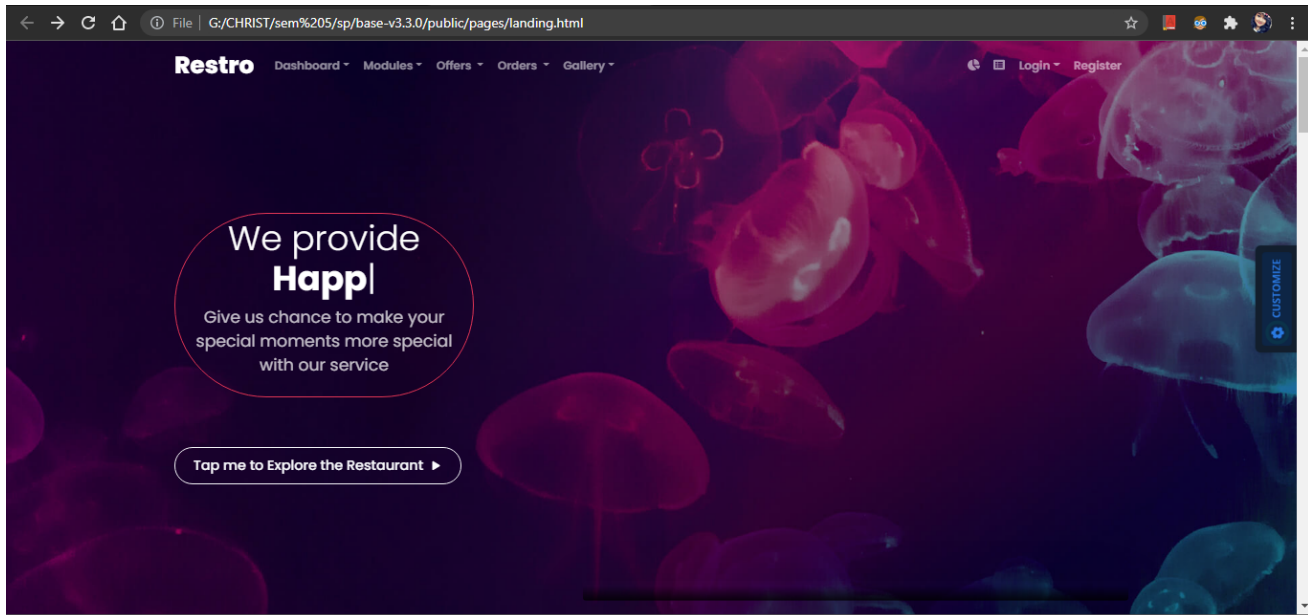 File | G:/CHRIST/sem%205/sp/base-v3.3.0/public/pages/landing.html
Restro Dashboard Modules Offers Orders Gallery Login Register
We provide
Happ|
Give us chance to make your
special moments more special
with our service
CUSTOMIZE
Tap me to Explore the Restaurant